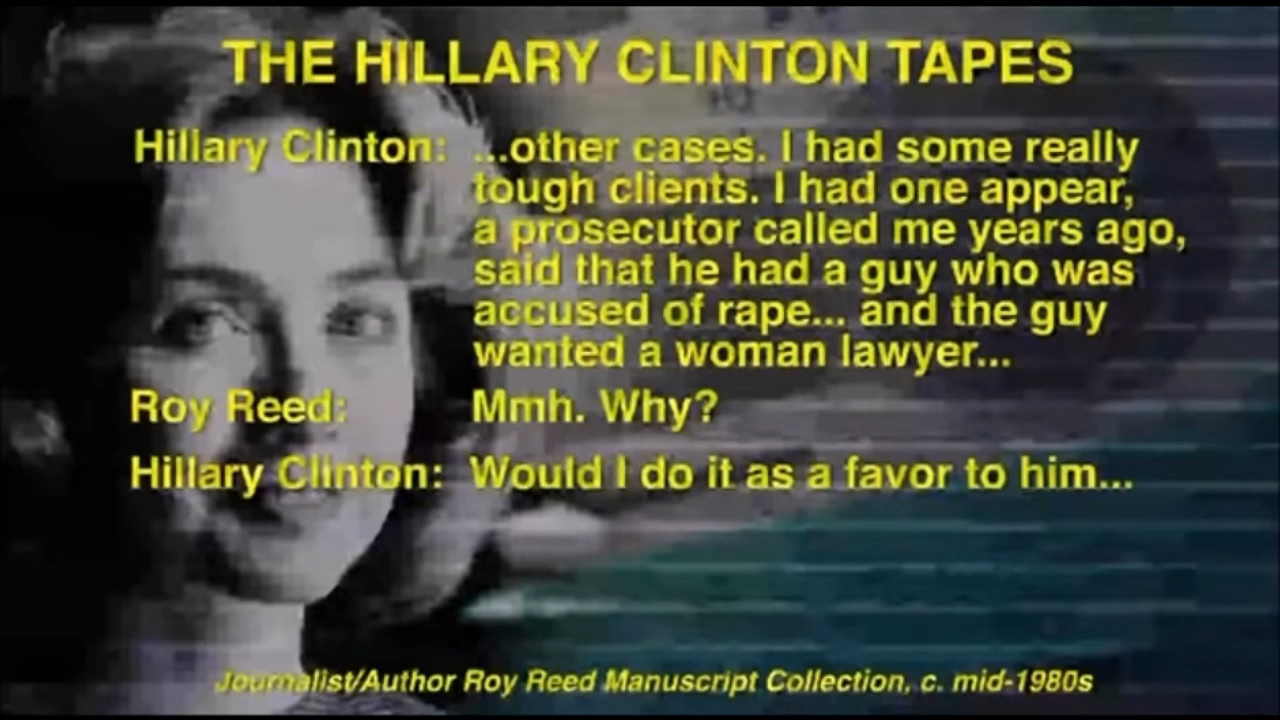 THE HILLARY CLINTON TAPES
Hillary Clinton: ...other cases. I had some really
tough clients. I had one appear,
a prosecutor called me years ago,
said that he had a guy who was
accused of rape... and the guy
wanted a woman lawyer...
Roy Reed: Mmh. Why?
Hillary Clinton: Would I do it as a favor to him...
Journalist/Author Roy Reed Manuscript Collection, c. mid-1980s